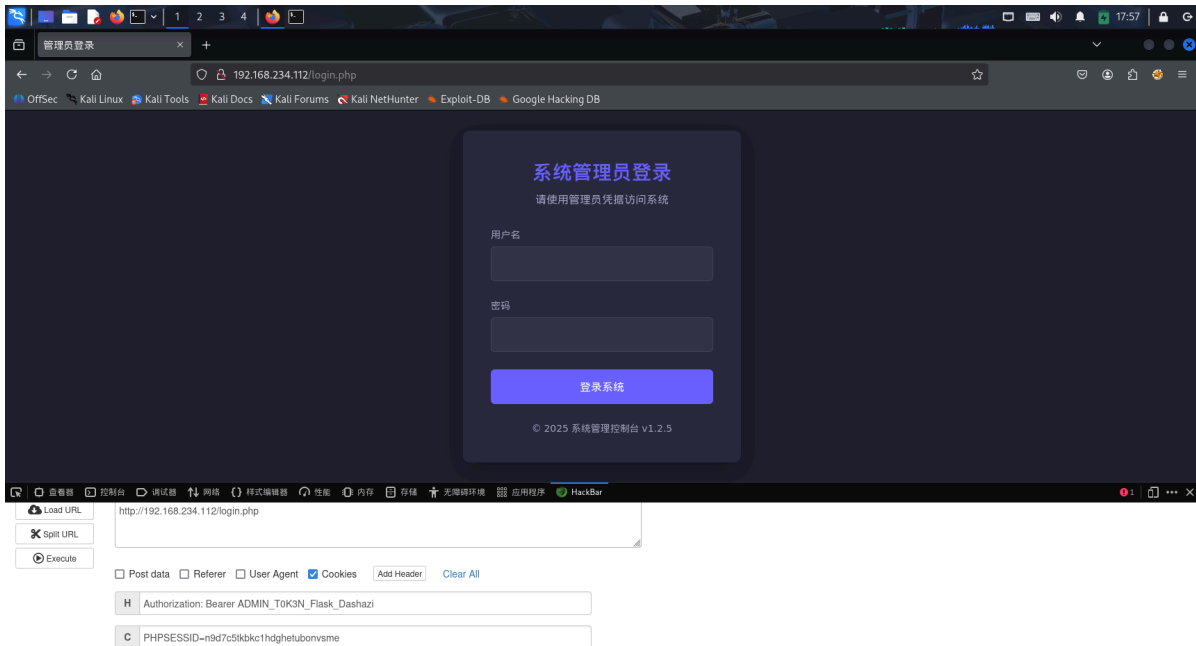 1 2 3 4 17:57
管理员登录 × +
192.168.234.112/login.php
OffSec Kali Linux Kali Tools Kali Docs Kali Forums Kali NetHunter Exploit-DB Google Hacking DB
系统管理员登录
请使用管理员凭据访问系统
用户名
密码
登录系统
© 2025 系统管理控制台 v1.2.5
查看器 控制台 调试器 网络 样式编辑器 性能 内存 存储 无障碍环境 应用程序 HackBar 1
Load URL http://192.168.234.112/login.php
Split URL
Execute
Post data Referer User Agent Cookies Add Header Clear All
H Authorization: Bearer ADMIN_T0K3N_Flask_Dashazi
C PHPSESSID=n9d7c5tkbkc1hdghetubonvsme